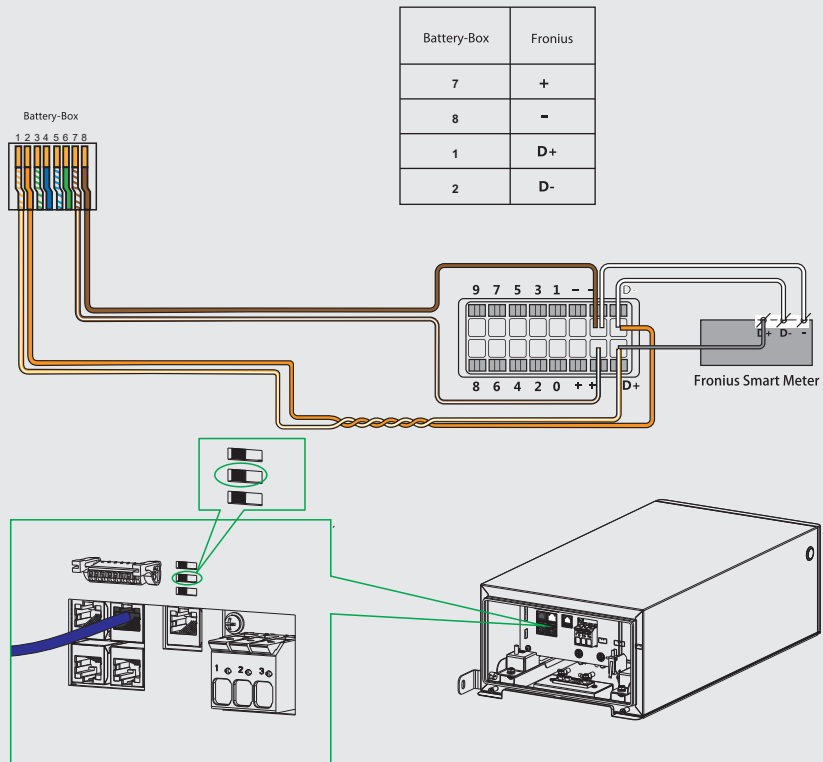 Battery-Box Fronius
7 +
8 -
1 D+
2 D-
Battery-Box
1 2 3 4 5 6 7 8
9 7 5 3 1 - - D-
8 6 4 2 0 + + D+
D+ D- -
Fronius Smart Meter
1 2 3